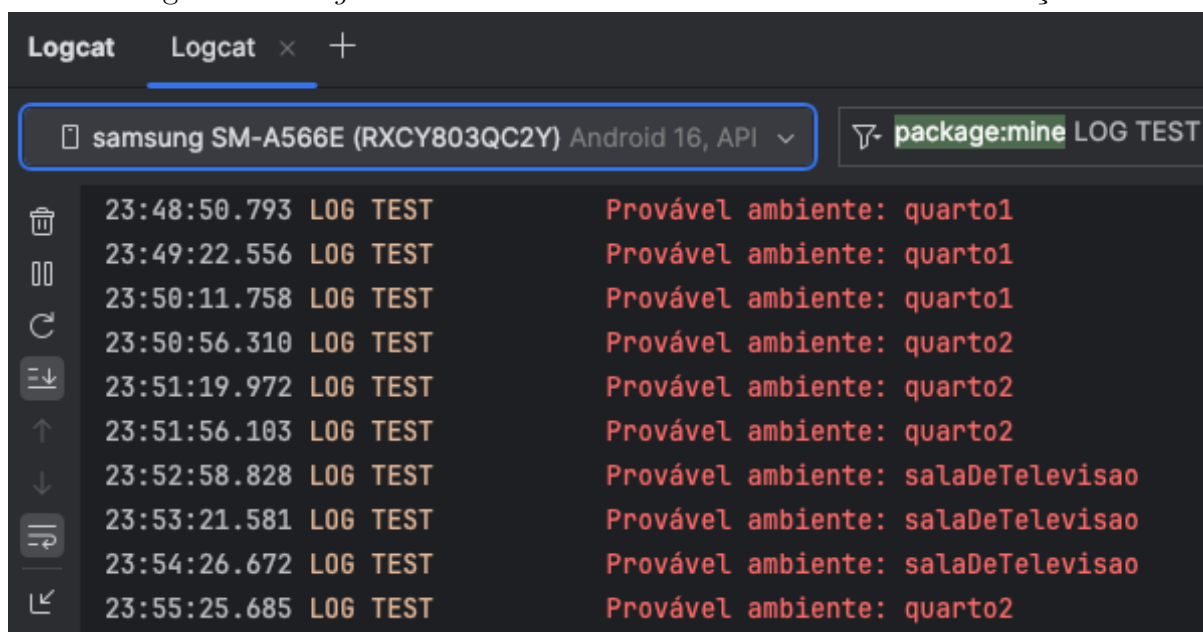 Logcat Logcat × +
samsung SM-A566E (RXCY803QC2Y) Android 16, API package:mine LOG TEST
23:48:50.793 LOG TEST Provável ambiente: quarto1
23:49:22.556 LOG TEST Provável ambiente: quarto1
23:50:11.758 LOG TEST Provável ambiente: quarto1
23:50:56.310 LOG TEST Provável ambiente: quarto2
23:51:19.972 LOG TEST Provável ambiente: quarto2
23:51:56.103 LOG TEST Provável ambiente: quarto2
23:52:58.828 LOG TEST Provável ambiente: salaDeTelevisao
23:53:21.581 LOG TEST Provável ambiente: salaDeTelevisao
23:54:26.672 LOG TEST Provável ambiente: salaDeTelevisao
23:55:25.685 LOG TEST Provável ambiente: quarto2